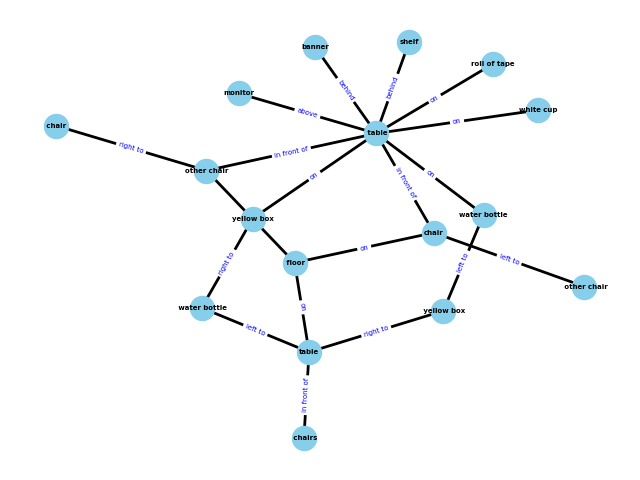 shelf
banner
behind
behind
roll of tape
monitor
on
above
white cup
on
chair
table
right to
in front of
other chair
on
on
in front of
yellow box
water bottle
chair
on
right to
left to
left to
floor
other chair
water bottle
on
yellow box
left to
right to
table
in front of
chairs